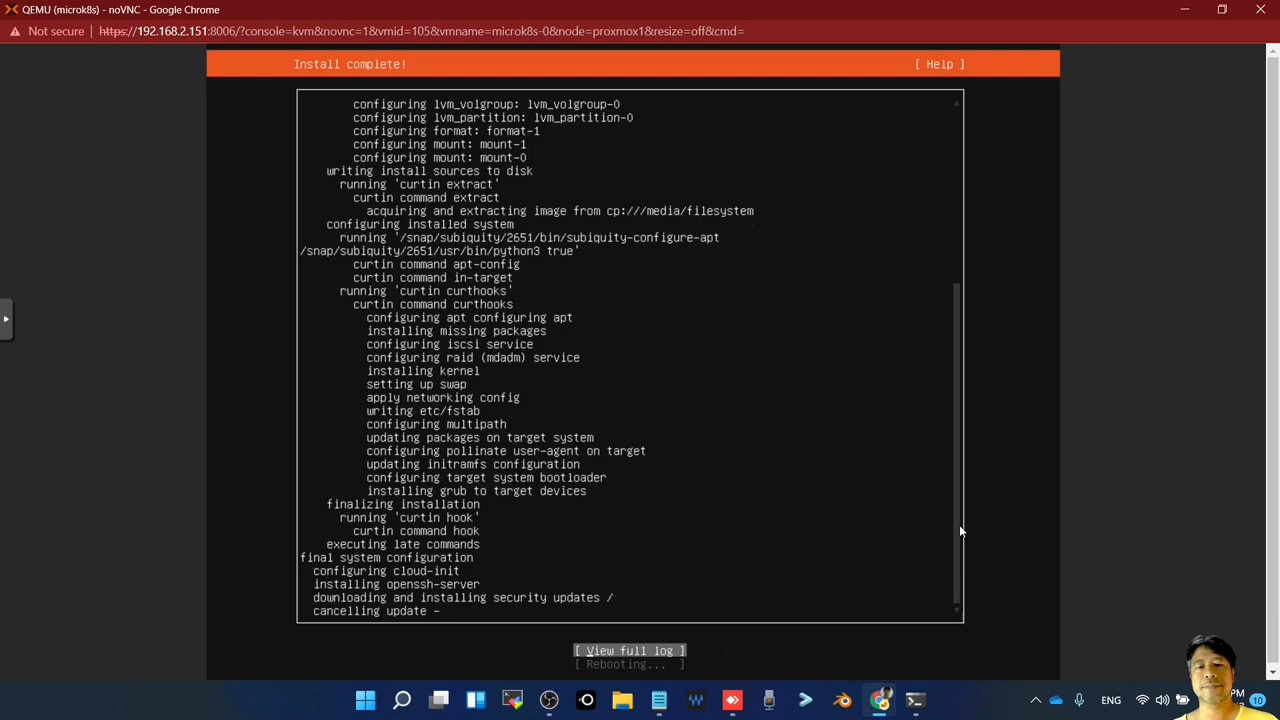 QEMU (microk8s) - noVNC - Google Chrome
Not secure | https://192.168.2.151:8006/?console=kvm&novnc=1&vmid=105&vmname=microk8s-0&node=proxmox1&resize=off&cmd=
Install complete! [ Help ]
configuring lvm_volgroup: lvm_volgroup-0
configuring lvm_partition: lvm_partition-0
configuring format: format-1
configuring mount: mount-1
configuring mount: mount-0
writing install sources to disk
running 'curtin extract'
curtin command extract
acquiring and extracting image from cp:///media/filesystem
configuring installed system
running '/snap/subiquity/2651/bin/subiquity-configure-apt
/snap/subiquity/2651/usr/bin/python3 true'
curtin command apt-config
curtin command in-target
running 'curtin curthooks'
curtin command curthooks
configuring apt configuring apt
installing missing packages
configuring iscsi service
configuring raid (mdadm) service
installing kernel
setting up swap
apply networking config
writing etc/fstab
configuring multipath
updating packages on target system
configuring pollinate user-agent on target
updating initramfs configuration
configuring target system bootloader
installing grub to target devices
finalizing installation
running 'curtin hook'
curtin command hook
executing late commands
final system configuration
configuring cloud-init
installing openssh-server
downloading and installing security updates /
cancelling update -
[ View full log ]
[ Rebooting... ]
ENG
PM
10